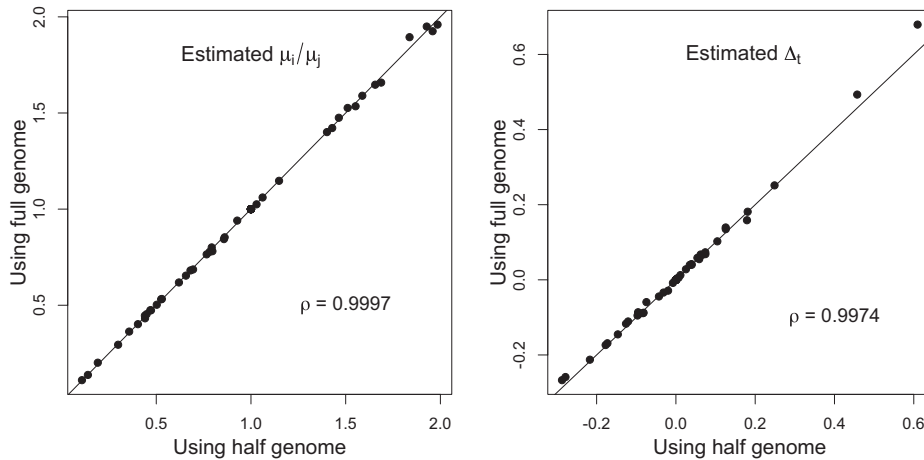 Estimated μi/μj
ρ = 0.9997
2.0
1.5
1.0
0.5
Using full genome
0.5 1.0 1.5 2.0
Using half genome
Estimated Δt
ρ = 0.9974
0.6
0.4
0.2
0.0
-0.2
Using full genome
-0.2 0.0 0.2 0.4 0.6
Using half genome